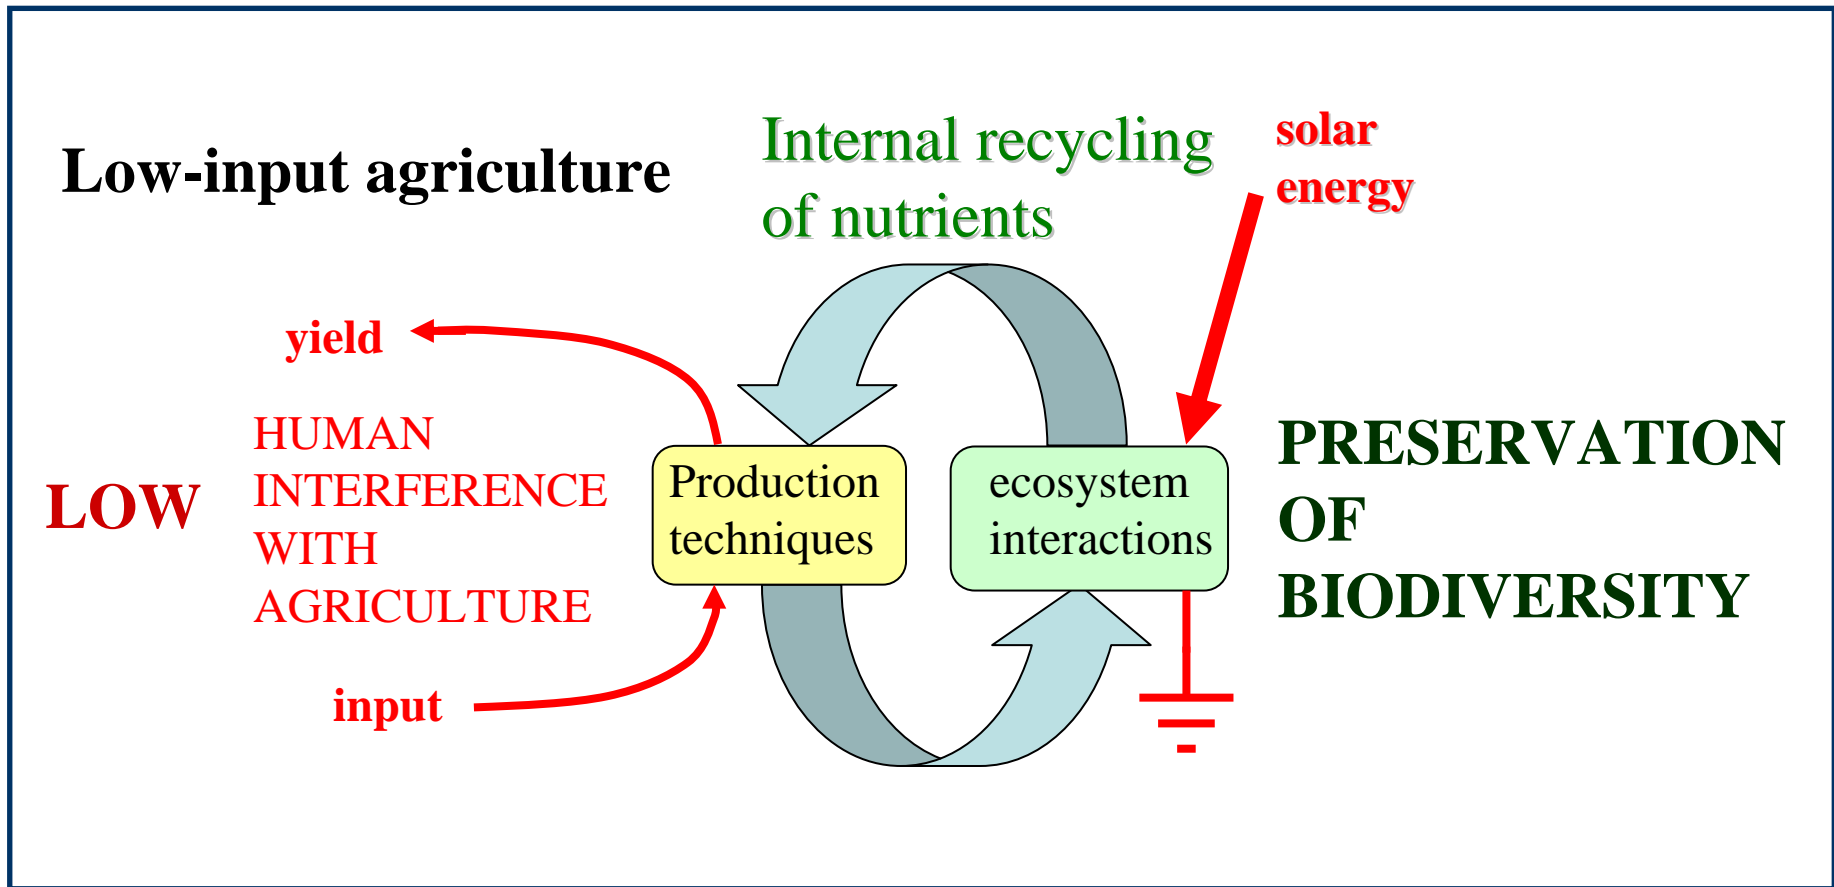 Low-input agriculture
Internal recycling
of nutrients
solar
energy
yield
LOW
HUMAN
INTERFERENCE
WITH
AGRICULTURE
input
Production
techniques
ecosystem
interactions
PRESERVATION
OF
BIODIVERSITY